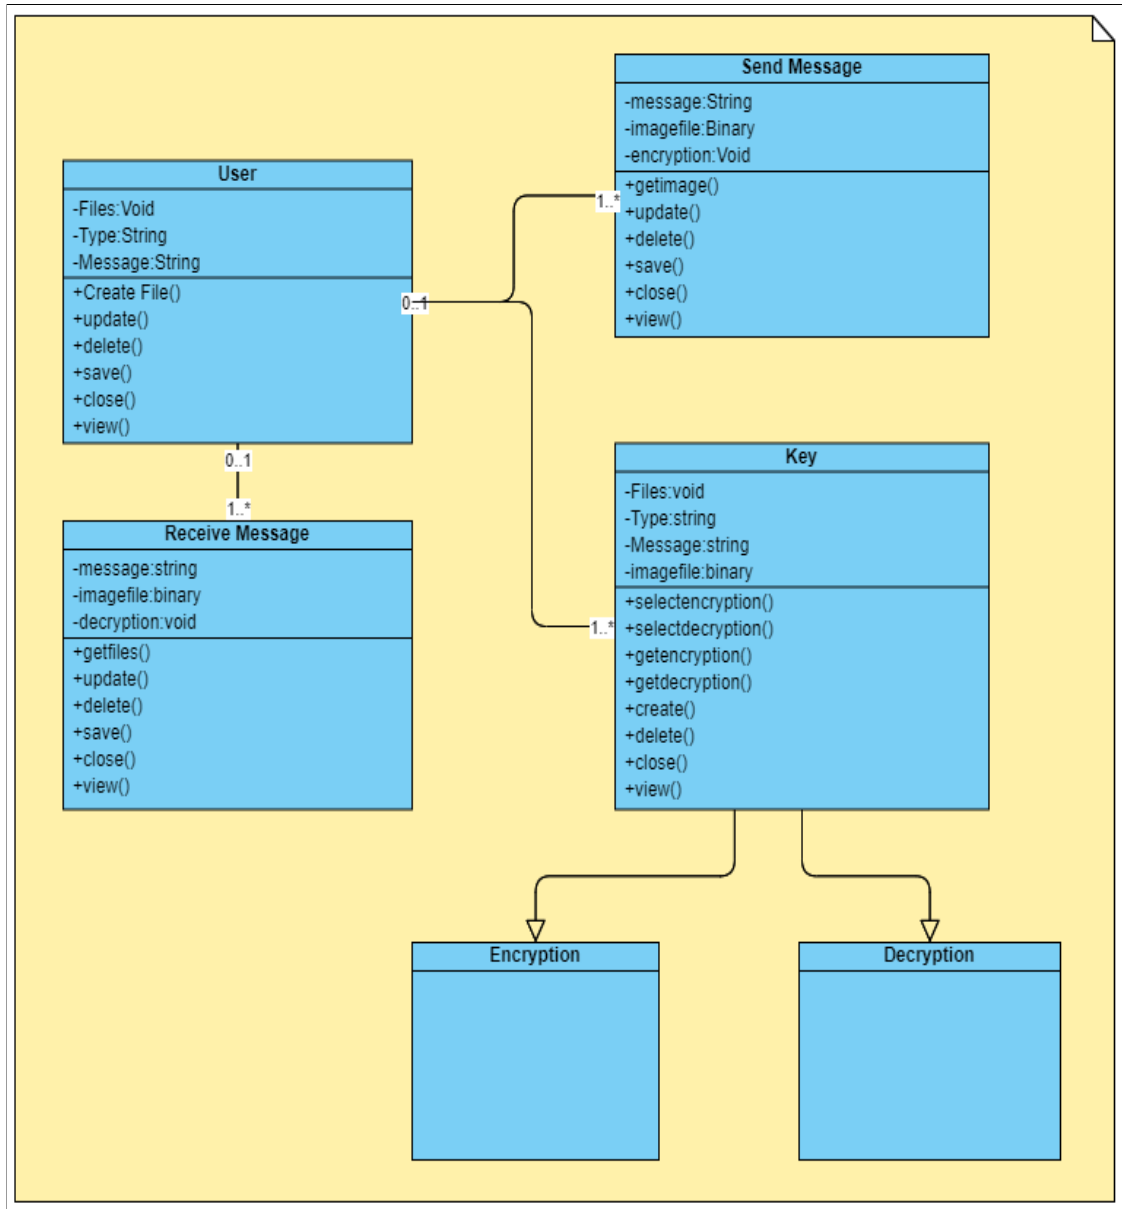 User
-Files:Void
-Type:String
-Message:String
+Create File()
+update()
+delete()
+save()
+close()
+view()
0..1
0..1
1..*
Receive Message
-message:string
-imagefile:binary
-decryption:void
+getfiles()
+update()
+delete()
+save()
+close()
+view()
Send Message
-message:String
-imagefile:Binary
-encryption:Void
+getimage()
+update()
+delete()
+save()
+close()
+view()
1..*
Key
-Files:void
-Type:string
-Message:string
-imagefile:binary
+selectencryption()
+selectdecryption()
+getencryption()
+getdecryption()
+create()
+delete()
+close()
+view()
1..*
Encryption
Decryption